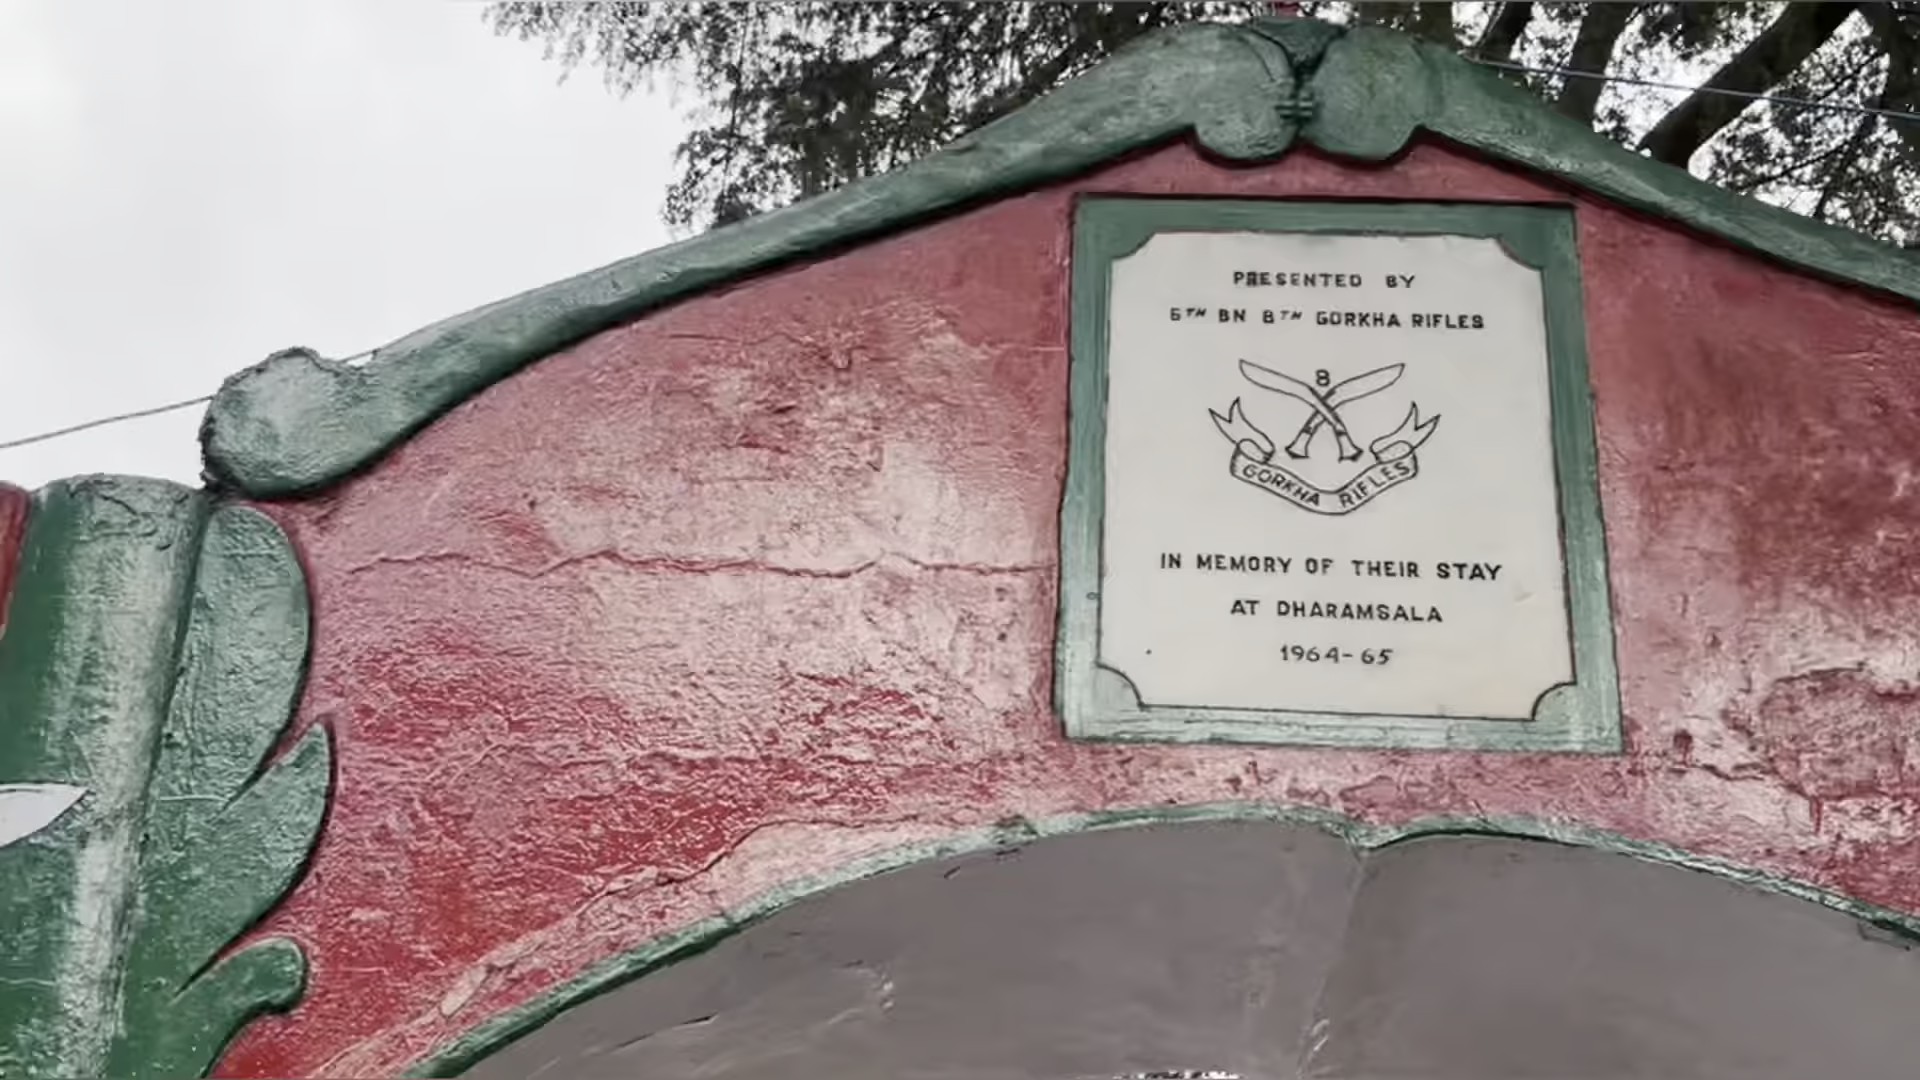 PRESENTED BY
5TH BN 8TH GORKHA RIFLES
8
GORKHA RIFLES
IN MEMORY OF THEIR STAY
AT DHARAMSALA
1964-65